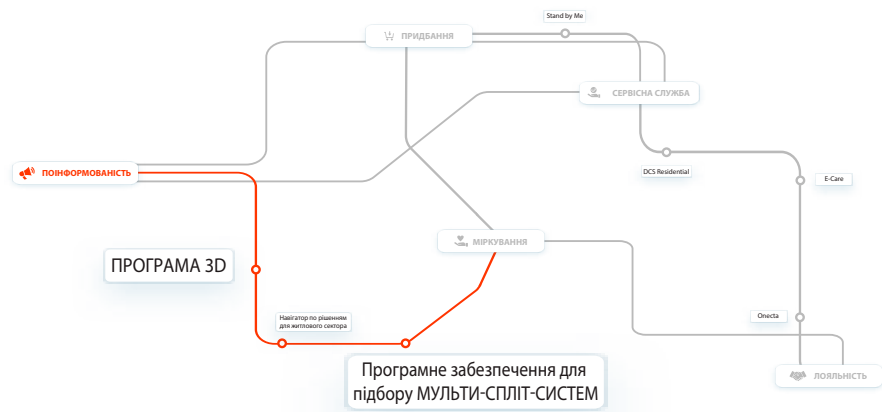 Stand by Me
ПРИДБАННЯ
СЕРВІСНА СЛУЖБА
ПОІНФОРМОВАНІСТЬ
DCS Residential
E-Care
МІРКУВАННЯ
ПРОГРАМА 3D
Навігатор по рішенням
для житлового сектора
Onecta
Програмне забезпечення для
підбору МУЛЬТИ-СПЛІТ-СИСТЕМ
ЛОЯЛЬНІСТЬ